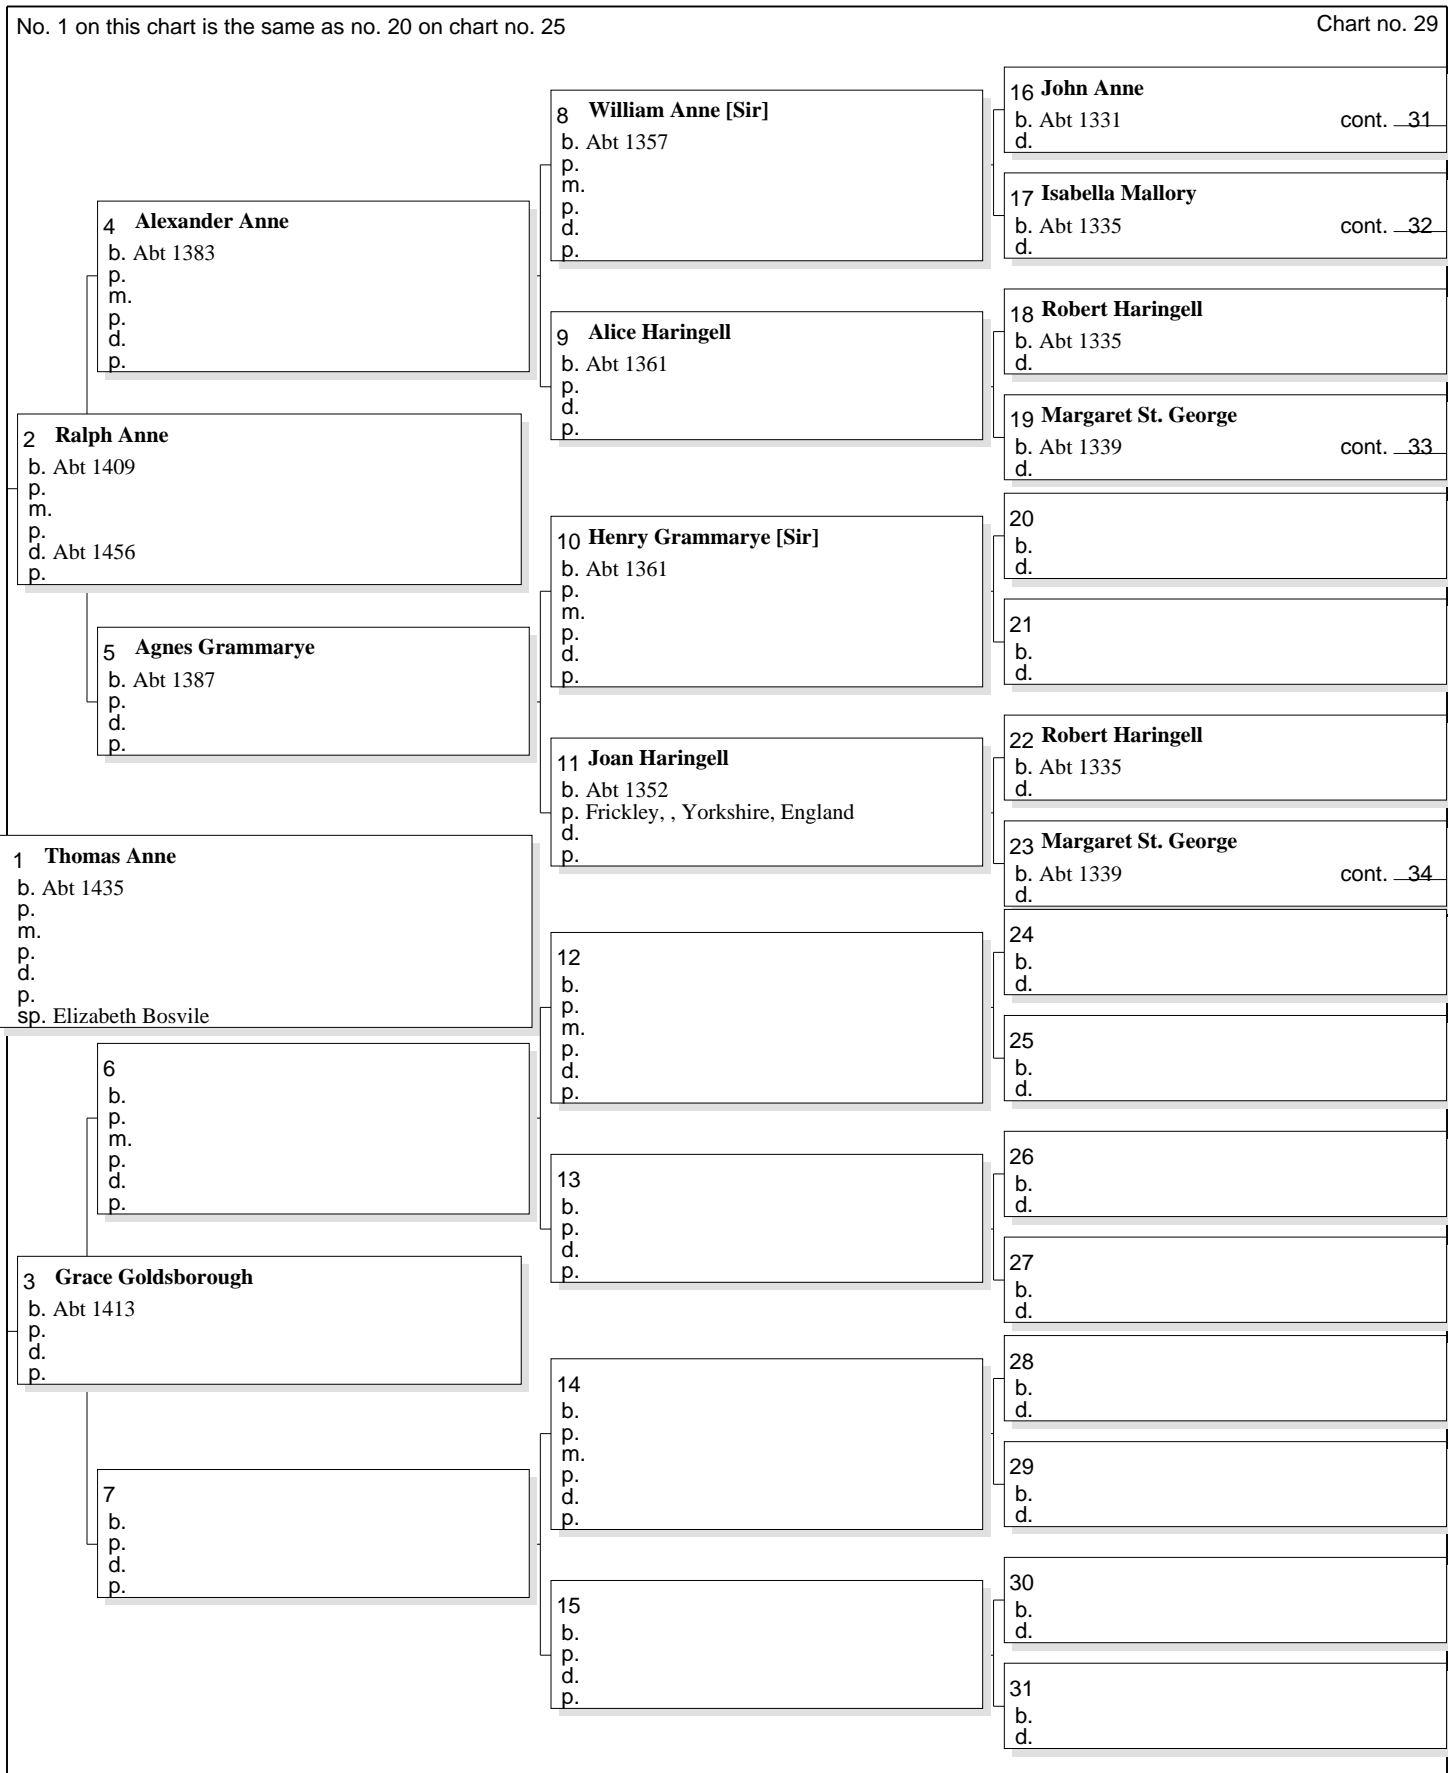 No. 1 on this chart is the same as no. 20 on chart no. 25
Chart no. 29
16 John Anne
b. Abt 1331 cont. 31
d.
8 William Anne [Sir]
b. Abt 1357
p.
m.
p.
d.
p.
17 Isabella Mallory
b. Abt 1335 cont. 32
d.
4 Alexander Anne
b. Abt 1383
p.
m.
p.
d.
p.
18 Robert Haringell
b. Abt 1335
d.
9 Alice Haringell
b. Abt 1361
p.
d.
p.
19 Margaret St. George
b. Abt 1339 cont. 33
d.
2 Ralph Anne
b. Abt 1409
p.
m.
p.
d. Abt 1456
p.
20
b.
d.
10 Henry Grammarye [Sir]
b. Abt 1361
p.
m.
p.
d.
p.
21
b.
d.
5 Agnes Grammarye
b. Abt 1387
p.
d.
p.
22 Robert Haringell
b. Abt 1335
d.
11 Joan Haringell
b. Abt 1352
p. Frickley, , Yorkshire, England
d.
p.
23 Margaret St. George
b. Abt 1339 cont. 34
d.
1 Thomas Anne
b. Abt 1435
p.
m.
p.
d.
p.
sp. Elizabeth Bosvile
24
b.
d.
12
b.
p.
m.
p.
d.
p.
25
b.
d.
6
b.
p.
m.
p.
d.
p.
26
b.
d.
13
b.
p.
d.
p.
27
b.
d.
3 Grace Goldsborough
b. Abt 1413
p.
d.
p.
28
b.
d.
14
b.
p.
m.
p.
d.
p.
29
b.
d.
7
b.
p.
d.
p.
30
b.
d.
15
b.
p.
d.
p.
31
b.
d.